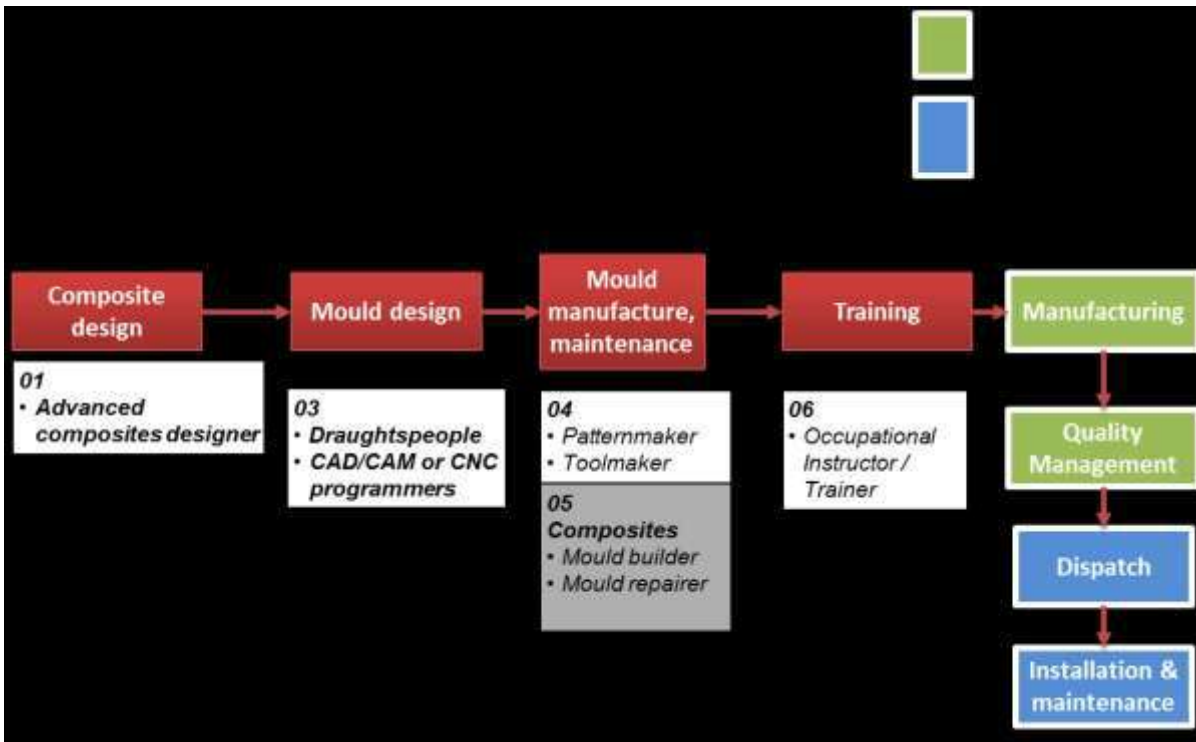 Composite
design
Mould design
Mould
manufacture,
maintenance
Training
Manufacturing
01
• Advanced
composites designer
03
• Draughtspeople
• CAD/CAM or CNC
programmers
04
• Patternmaker
• Toolmaker
05
Composites
• Mould builder
• Mould repairer
06
• Occupational
Instructor /
Trainer
Quality
Management
Dispatch
Installation &
maintenance